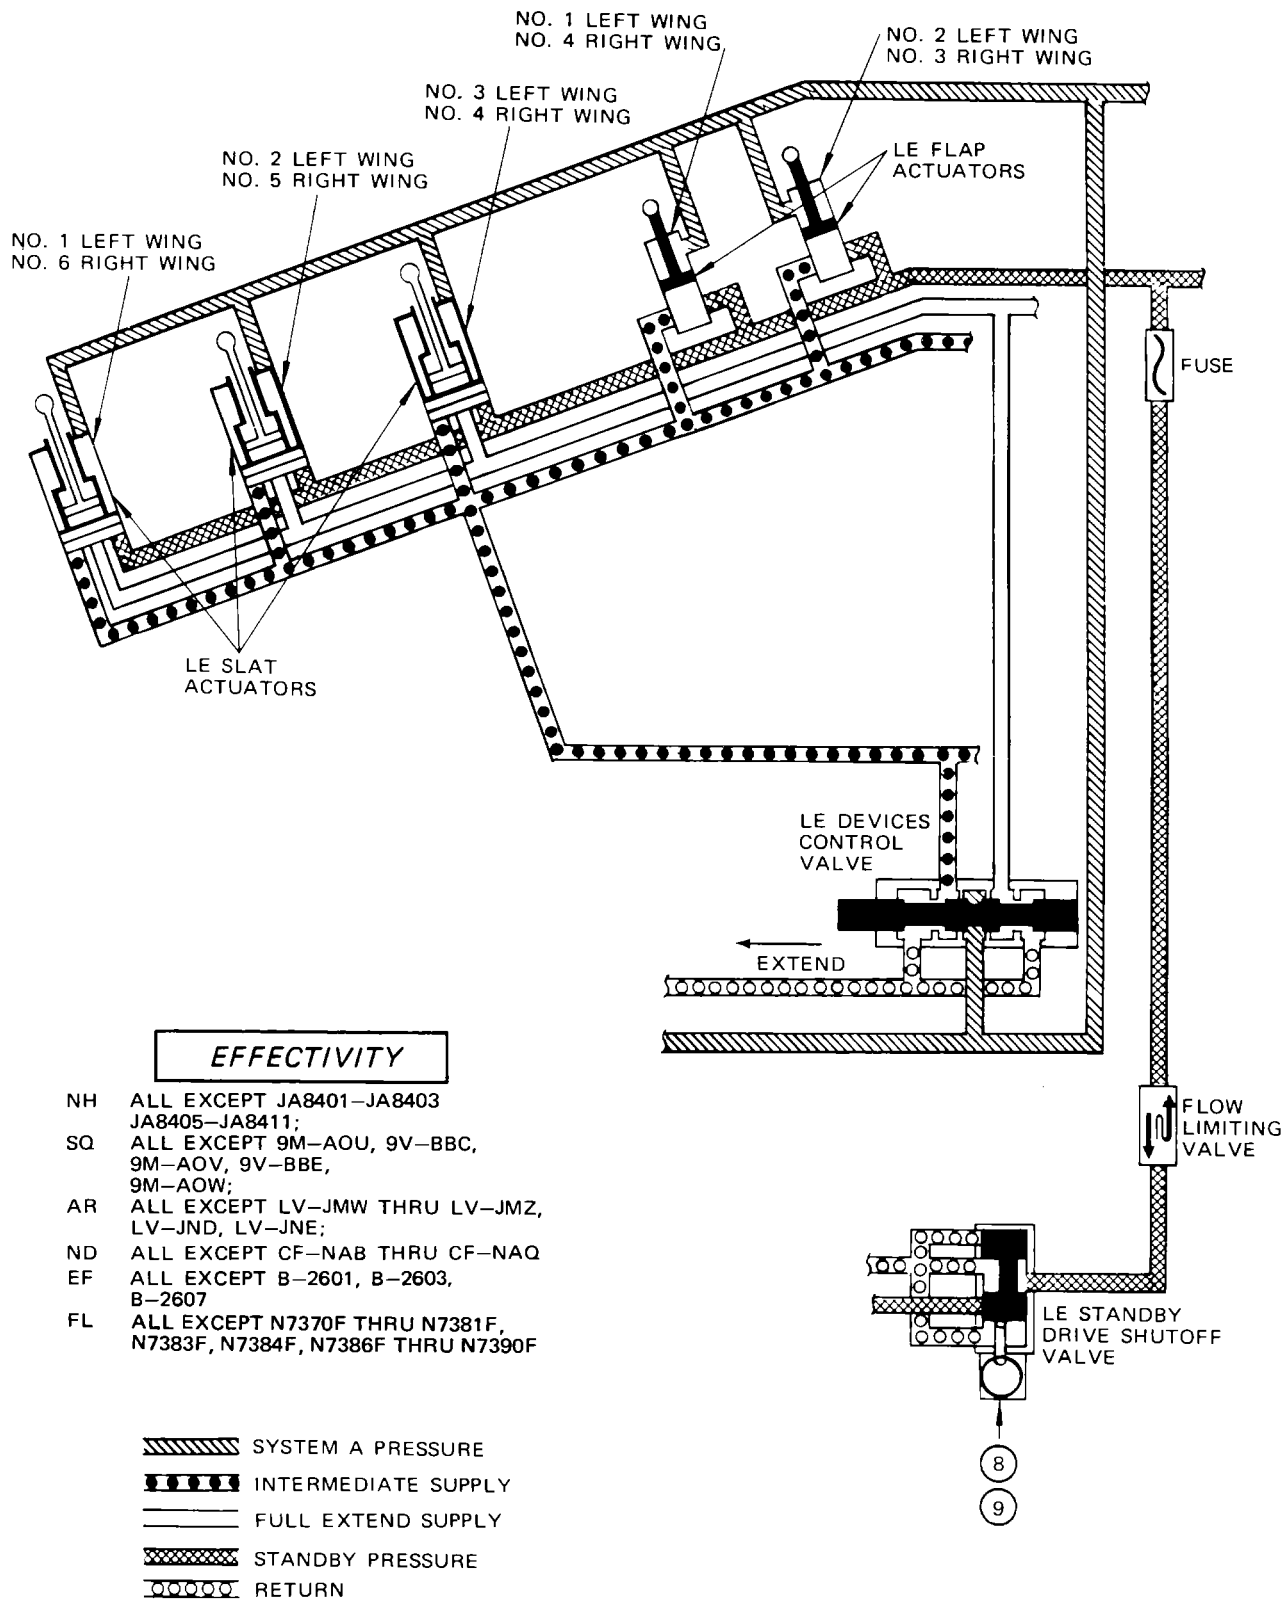 NO. 1 LEFT WING
NO. 4 RIGHT WING
NO. 2 LEFT WING
NO. 3 RIGHT WING
NO. 3 LEFT WING
NO. 4 RIGHT WING
NO. 2 LEFT WING
NO. 5 RIGHT WING
LE FLAP
ACTUATORS
NO. 1 LEFT WING
NO. 6 RIGHT WING
FUSE
LE SLAT
ACTUATORS
LE DEVICES
CONTROL
VALVE
EXTEND
EFFECTIVITY
NH ALL EXCEPT JA8401–JA8403
JA8405–JA8411;
SQ ALL EXCEPT 9M–AOU, 9V–BBC,
9M–AOV, 9V–BBE,
9M–AOW;
AR ALL EXCEPT LV–JMW THRU LV–JMZ,
LV–JND, LV–JNE;
ND ALL EXCEPT CF–NAB THRU CF–NAQ
EF ALL EXCEPT B–2601, B–2603,
B–2607
FL ALL EXCEPT N7370F THRU N7381F,
N7383F, N7384F, N7386F THRU N7390F
FLOW
LIMITING
VALVE
LE STANDBY
DRIVE SHUTOFF
VALVE
8
9
SYSTEM A PRESSURE
INTERMEDIATE SUPPLY
FULL EXTEND SUPPLY
STANDBY PRESSURE
RETURN